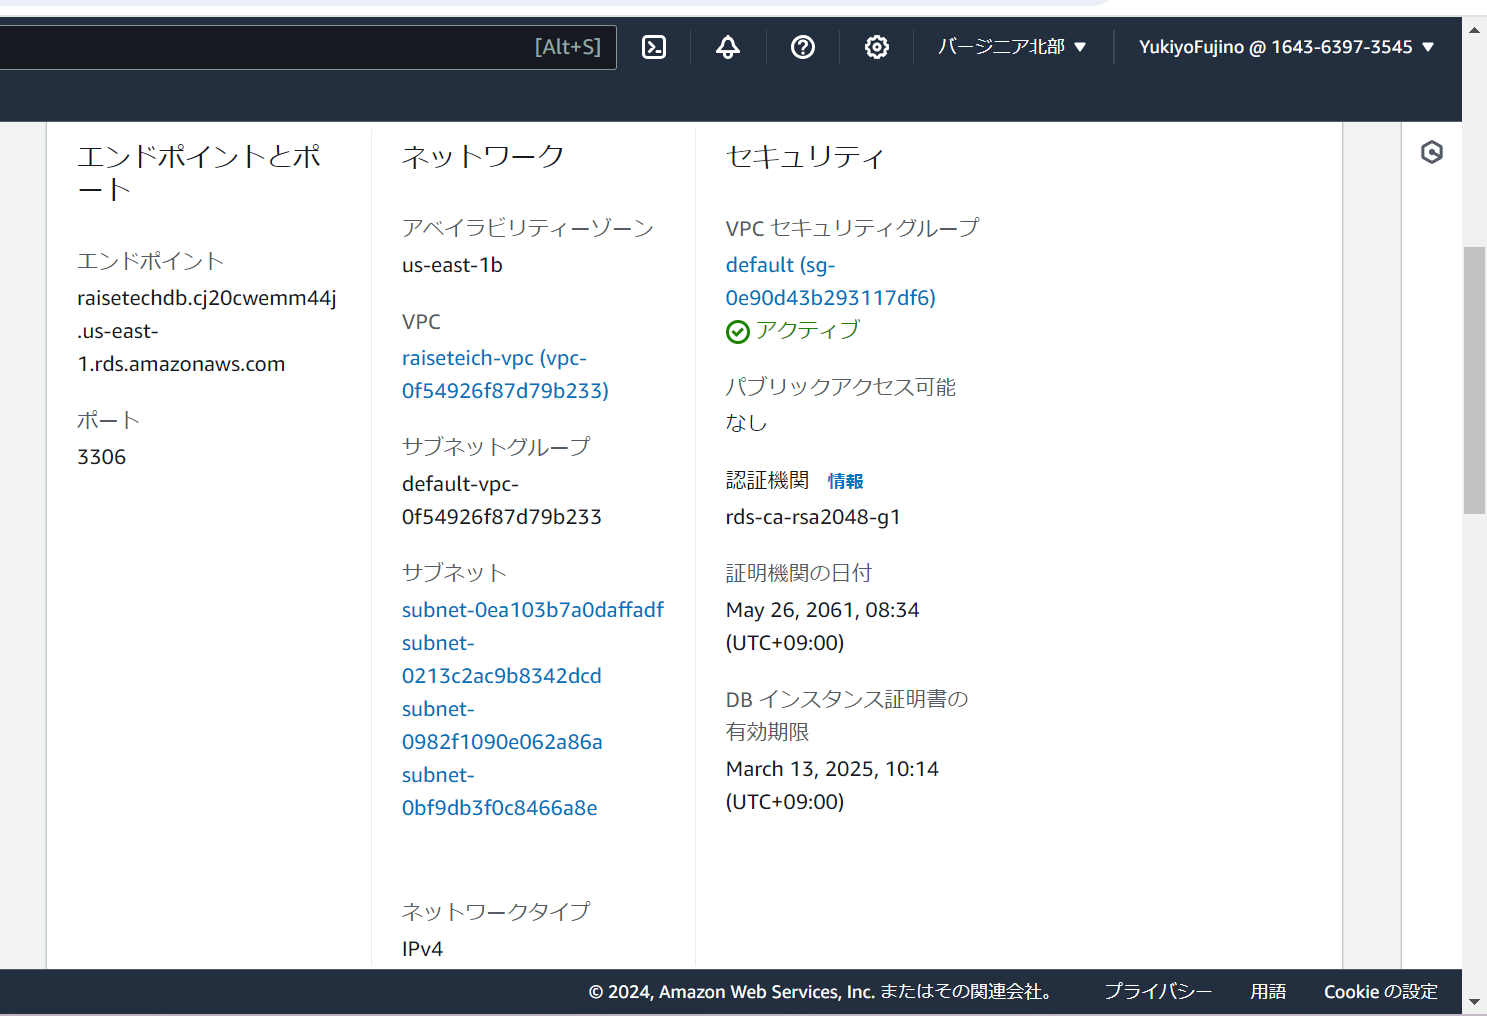 [Alt+S]
バージニア北部 ▼
YukiyoFujino @ 1643-6397-3545 ▼
エンドポイントとポ
ート
エンドポイント
raisetechdb.cj20cwemm44j
.us-east-
1.rds.amazonaws.com
ポート
3306
ネットワーク
アベイラビリティーゾーン
us-east-1b
VPC
raiseteich-vpc (vpc-
0f54926f87d79b233)
サブネットグループ
default-vpc-
0f54926f87d79b233
サブネット
subnet-0ea103b7a0daffadf
subnet-
0213c2ac9b8342dcd
subnet-
0982f1090e062a86a
subnet-
0bf9db3f0c8466a8e
ネットワークタイプ
IPv4
セキュリティ
VPC セキュリティグループ
default (sg-
0e90d43b293117df6)
アクティブ
パブリックアクセス可能
なし
認証機関 情報
rds-ca-rsa2048-g1
証明機関の日付
May 26, 2061, 08:34
(UTC+09:00)
DB インスタンス証明書の
有効期限
March 13, 2025, 10:14
(UTC+09:00)
© 2024, Amazon Web Services, Inc. またはその関連会社。
プライバシー
用語
Cookie の設定